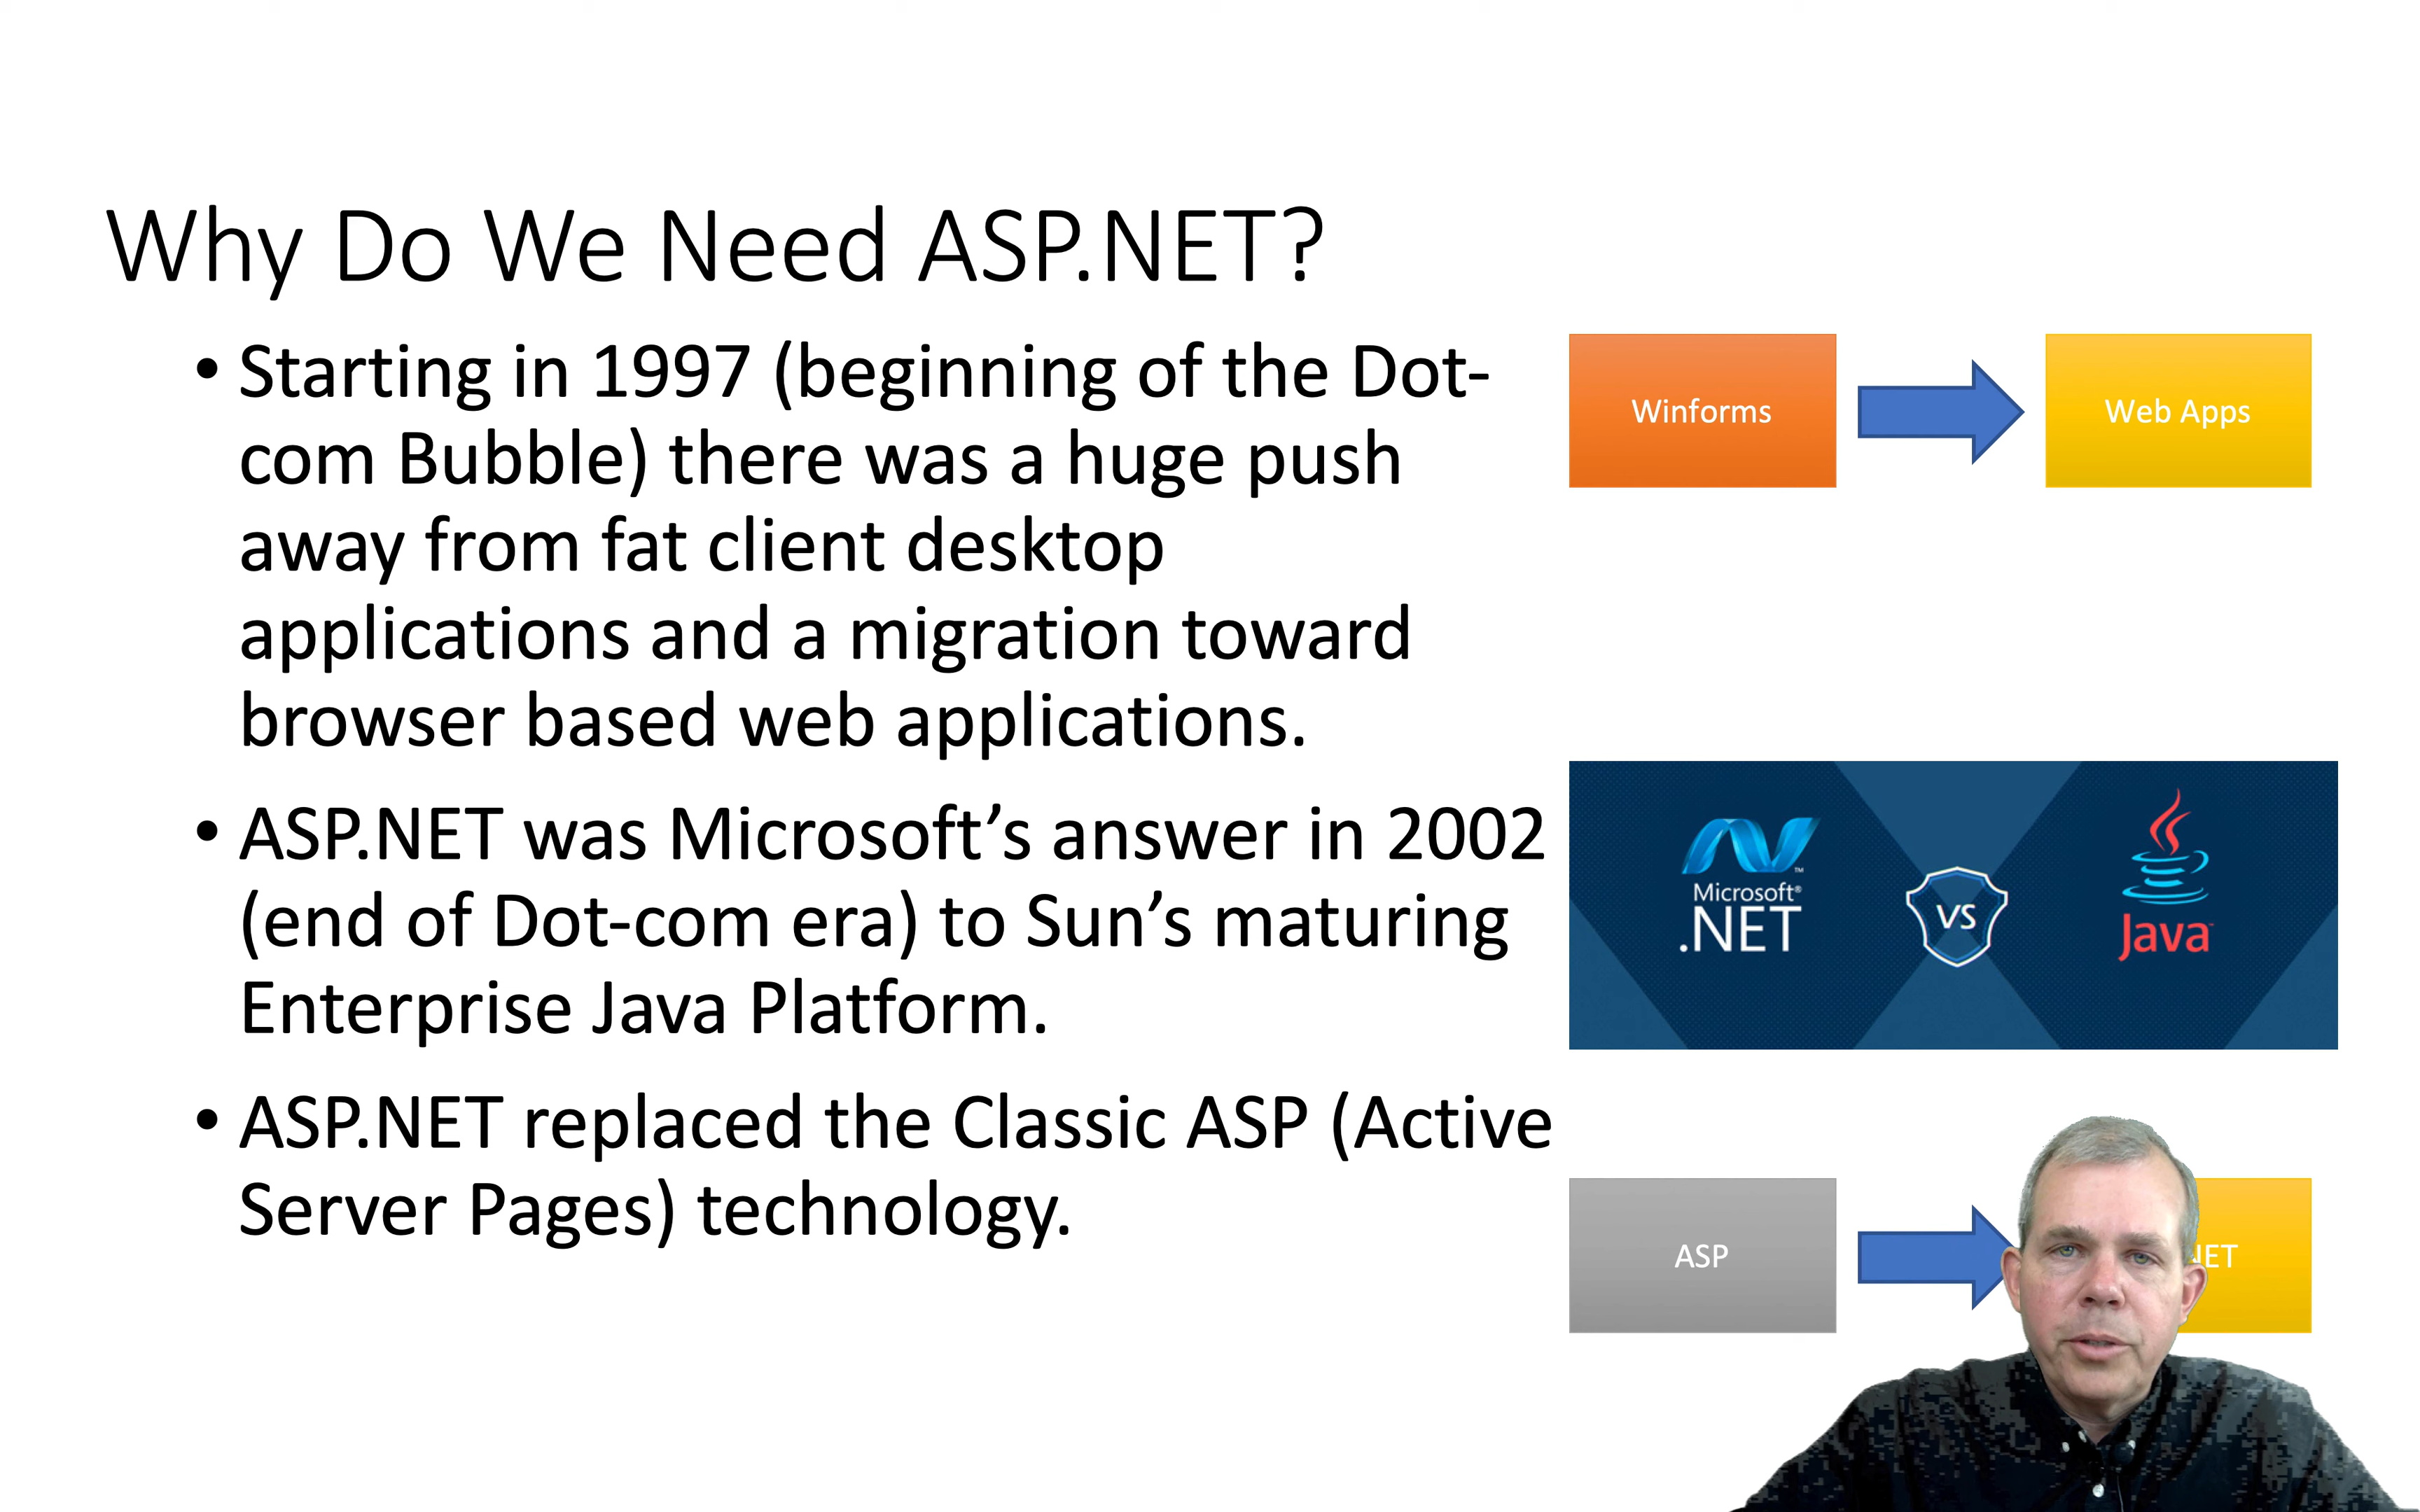 Why Do We Need ASP.NET?
• Starting in 1997 (beginning of the Dot-
com Bubble) there was a huge push
away from fat client desktop
applications and a migration toward
browser based web applications.
• ASP.NET was Microsoft’s answer in 2002
(end of Dot-com era) to Sun’s maturing
Enterprise Java Platform.
• ASP.NET replaced the Classic ASP (Active
Server Pages) technology.
Winforms
Web Apps
Microsoft®
.NET
VS
Java
ASP